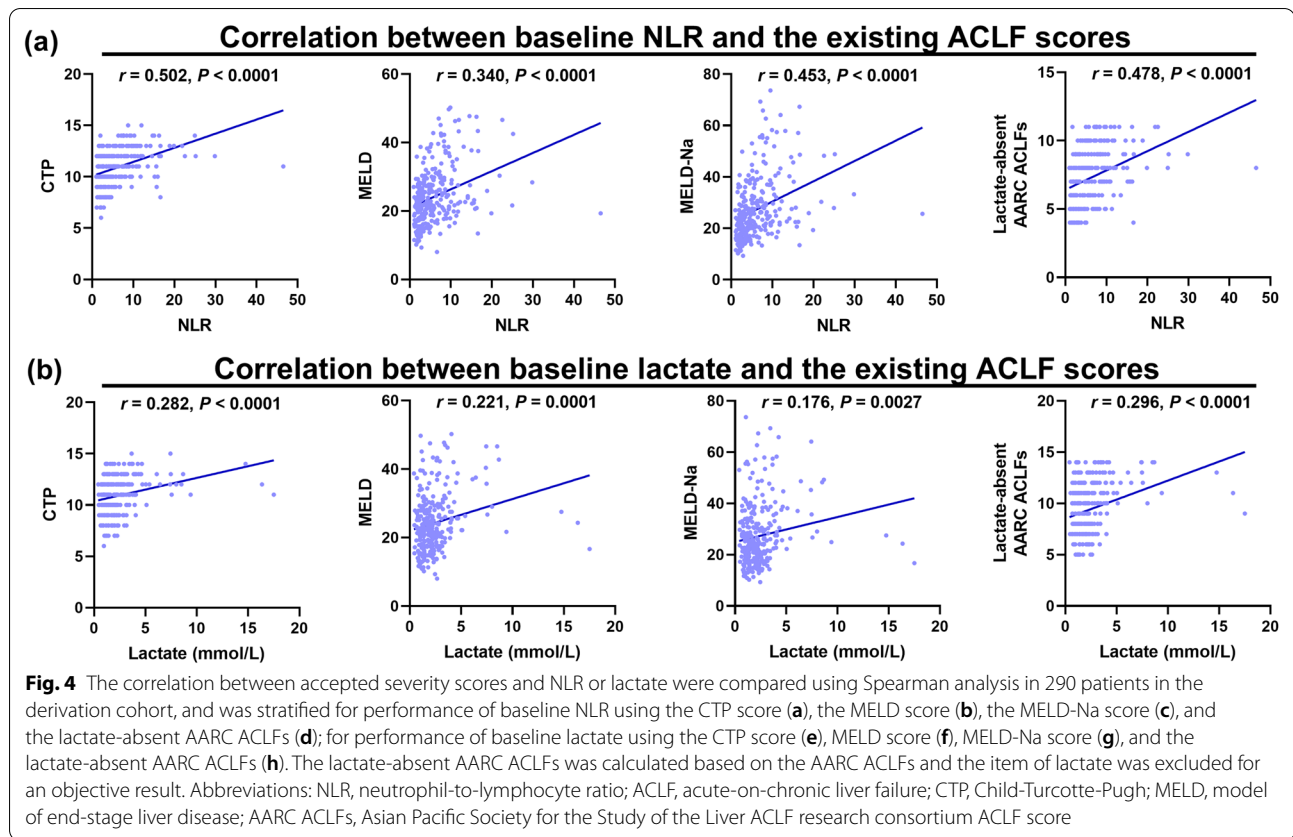 (a) Correlation between baseline NLR and the existing ACLF scores
r = 0.502, P < 0.0001
20
15
10
5
0
CTP
0 10 20 30 40 50
NLR
r = 0.340, P < 0.0001
60
40
20
0
MELD
0 10 20 30 40 50
NLR
r = 0.453, P < 0.0001
80
60
40
20
0
MELD-Na
0 10 20 30 40 50
NLR
r = 0.478, P < 0.0001
15
10
5
0
Lactate-absent
AARC ACLFs
0 10 20 30 40 50
NLR
(b) Correlation between baseline lactate and the existing ACLF scores
r = 0.282, P < 0.0001
20
15
10
5
0
CTP
0 5 10 15 20
Lactate (mmol/L)
r = 0.221, P = 0.0001
60
40
20
0
MELD
0 5 10 15 20
Lactate (mmol/L)
r = 0.176, P = 0.0027
80
60
40
20
0
MELD-Na
0 5 10 15 20
Lactate (mmol/L)
r = 0.296, P < 0.0001
20
15
10
5
0
Lactate-absent
AARC ACLFs
0 5 10 15 20
Lactate (mmol/L)
Fig. 4 The correlation between accepted severity scores and NLR or lactate were compared using Spearman analysis in 290 patients in the
derivation cohort, and was stratified for performance of baseline NLR using the CTP score (a), the MELD score (b), the MELD-Na score (c), and
the lactate-absent AARC ACLFs (d); for performance of baseline lactate using the CTP score (e), MELD score (f), MELD-Na score (g), and the
lactate-absent AARC ACLFs (h). The lactate-absent AARC ACLFs was calculated based on the AARC ACLFs and the item of lactate was excluded for
an objective result. Abbreviations: NLR, neutrophil-to-lymphocyte ratio; ACLF, acute-on-chronic liver failure; CTP, Child-Turcotte-Pugh; MELD, model
of end-stage liver disease; AARC ACLFs, Asian Pacific Society for the Study of the Liver ACLF research consortium ACLF score